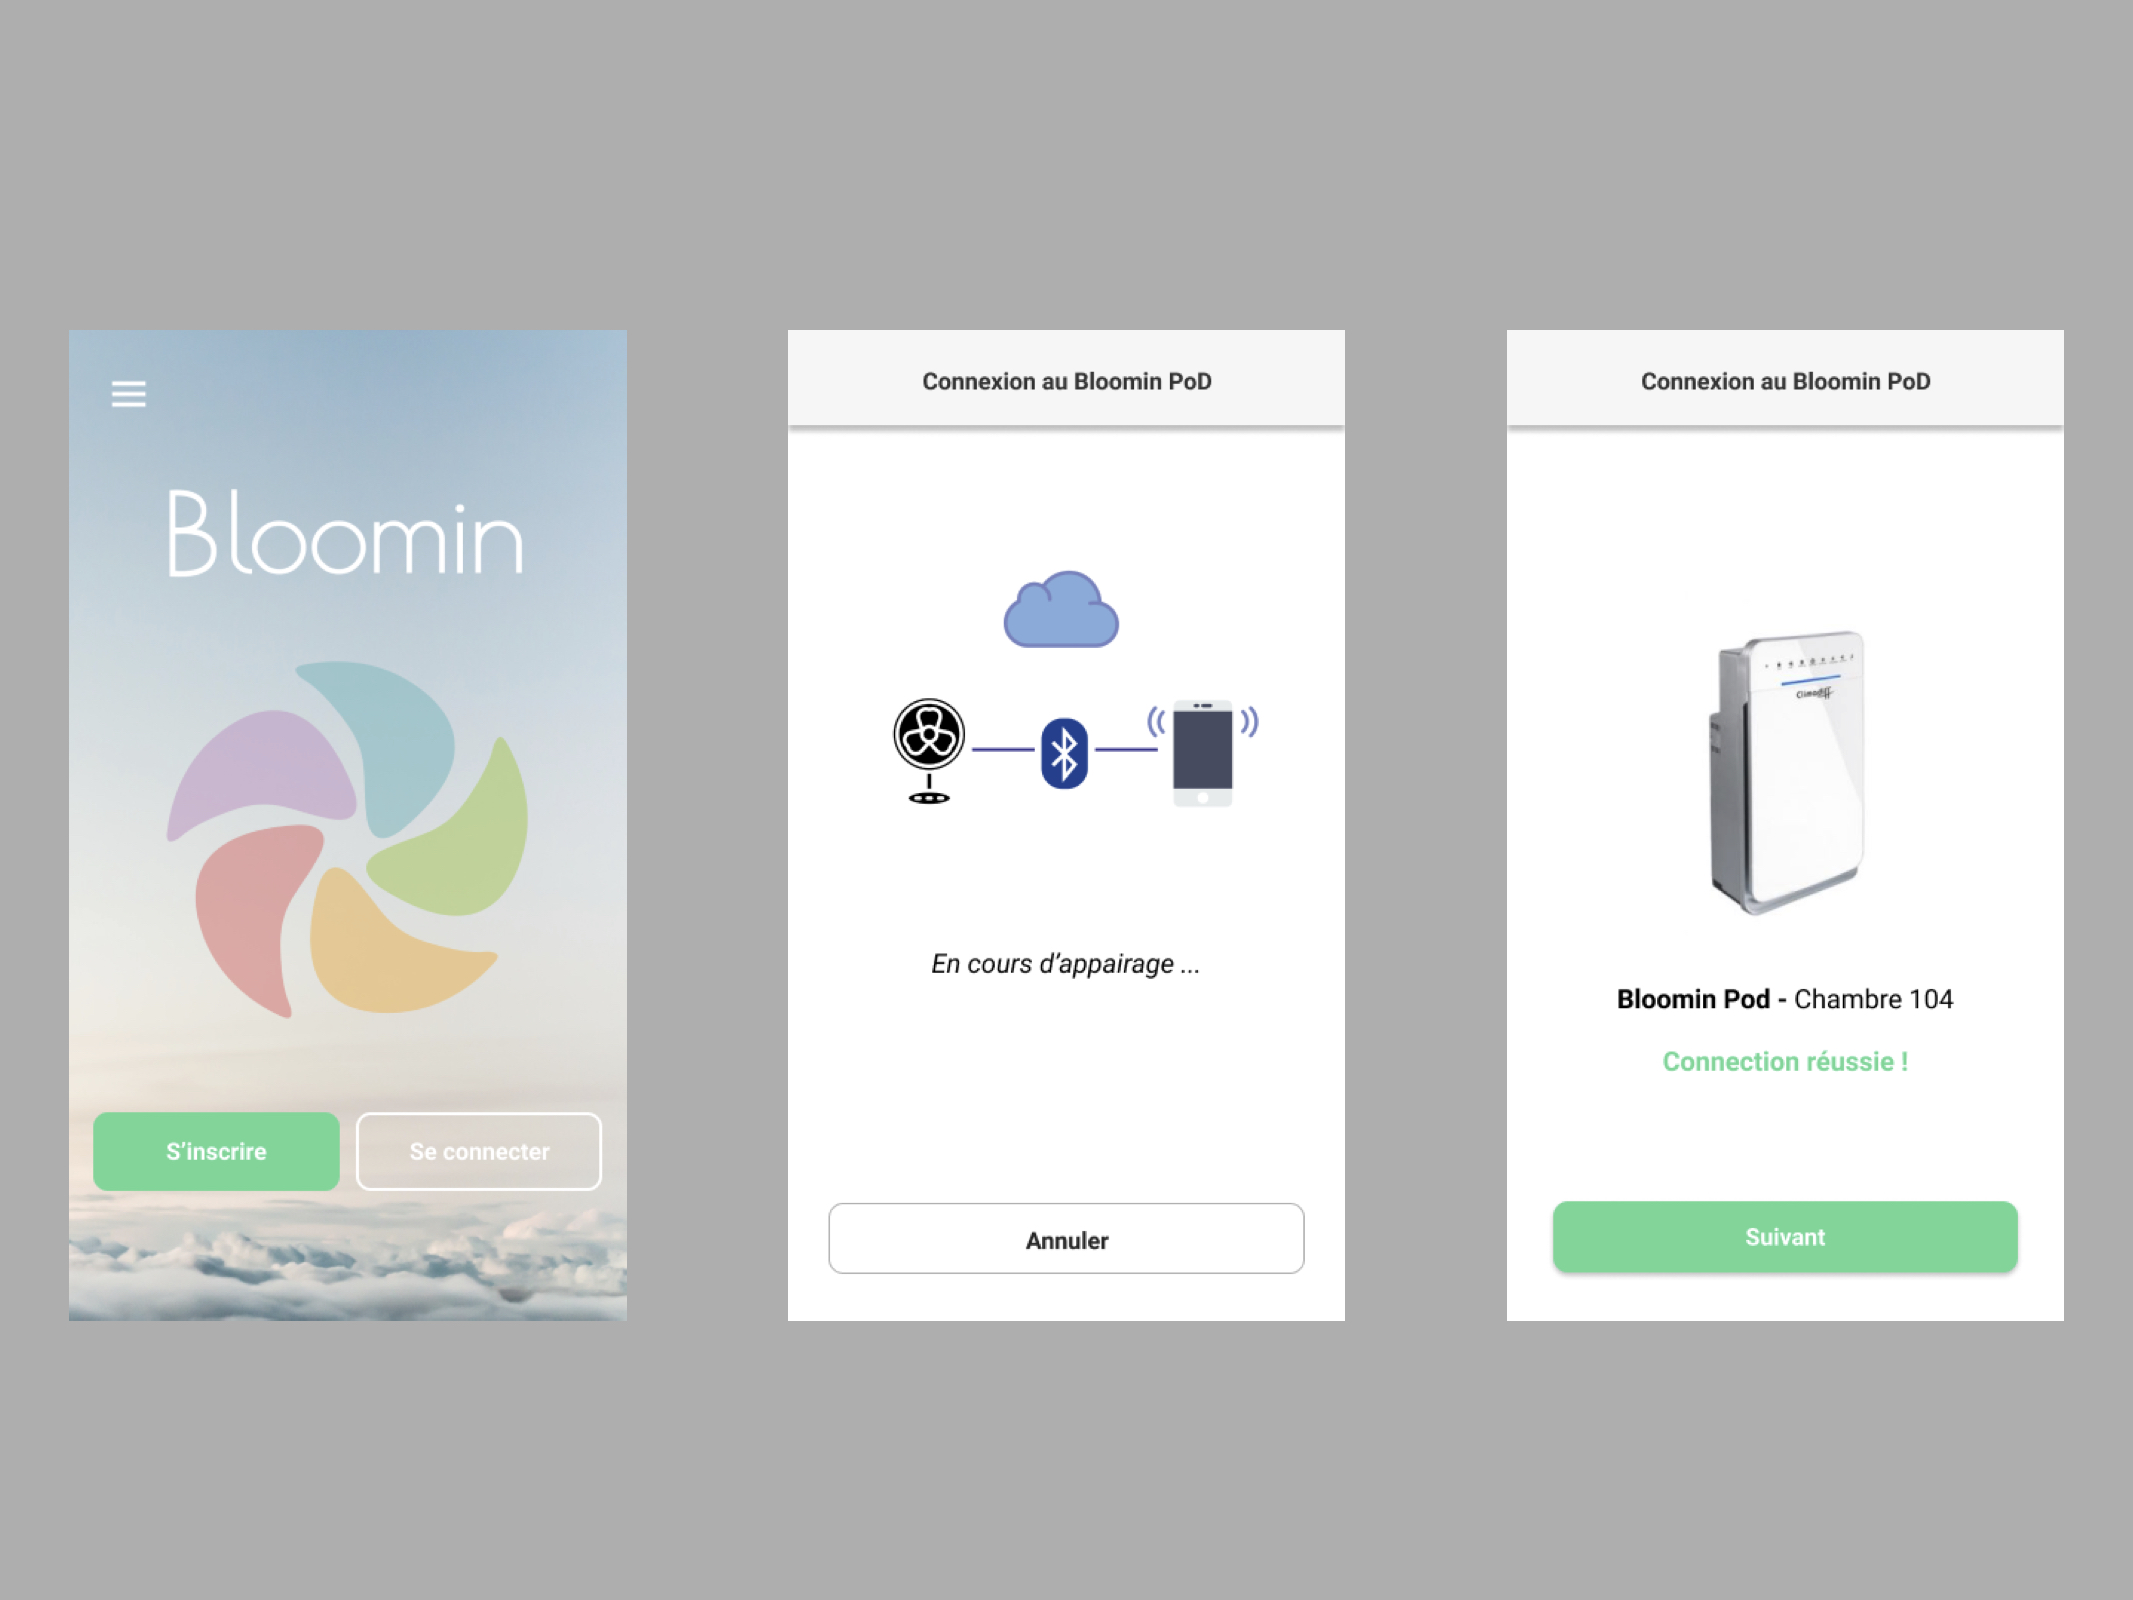 Bloomin
S'inscrire
Se connecter
Connexion au Bloomin PoD
En cours d'appairage ...
Annuler
Connexion au Bloomin PoD
Climadiff
Bloomin Pod - Chambre 104
Connection réussie !
Suivant